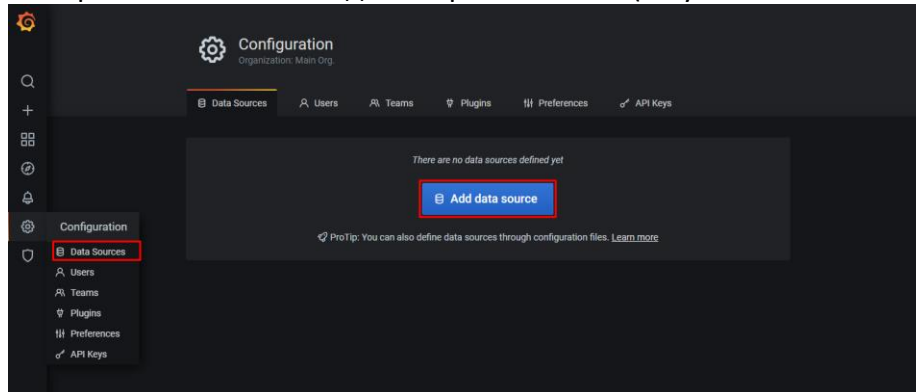 Configuration
Organization: Main Org.
Data Sources Users Teams Plugins Preferences API Keys
There are no data sources defined yet
Add data source
ProTip: You can also define data sources through configuration files. Learn more
Configuration
Data Sources
Users
Teams
Plugins
Preferences
API Keys